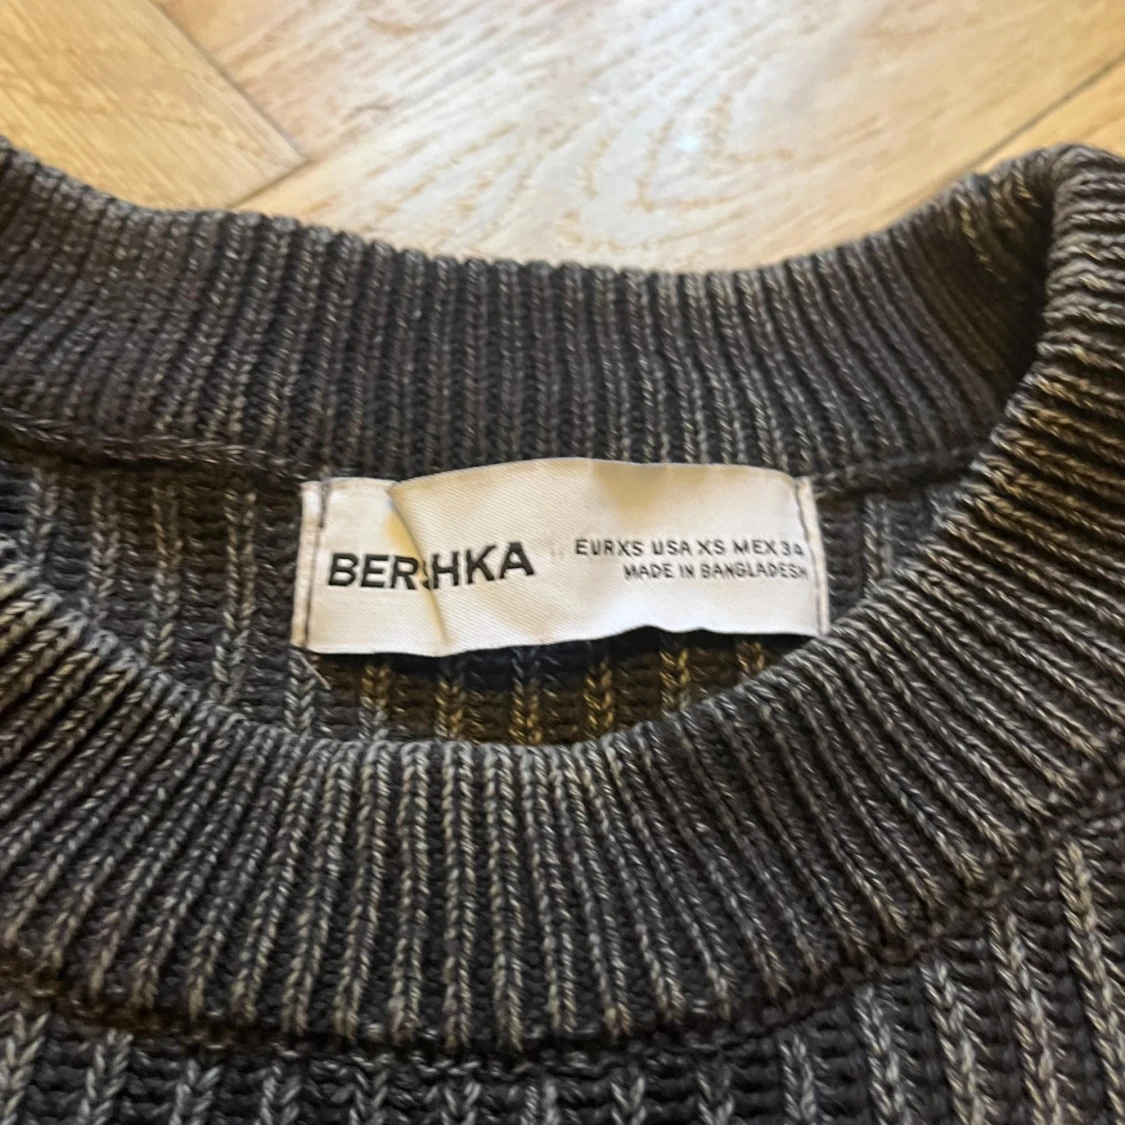 BERSHKA
EUR XS USA XS MEX 34
MADE IN BANGLADESH